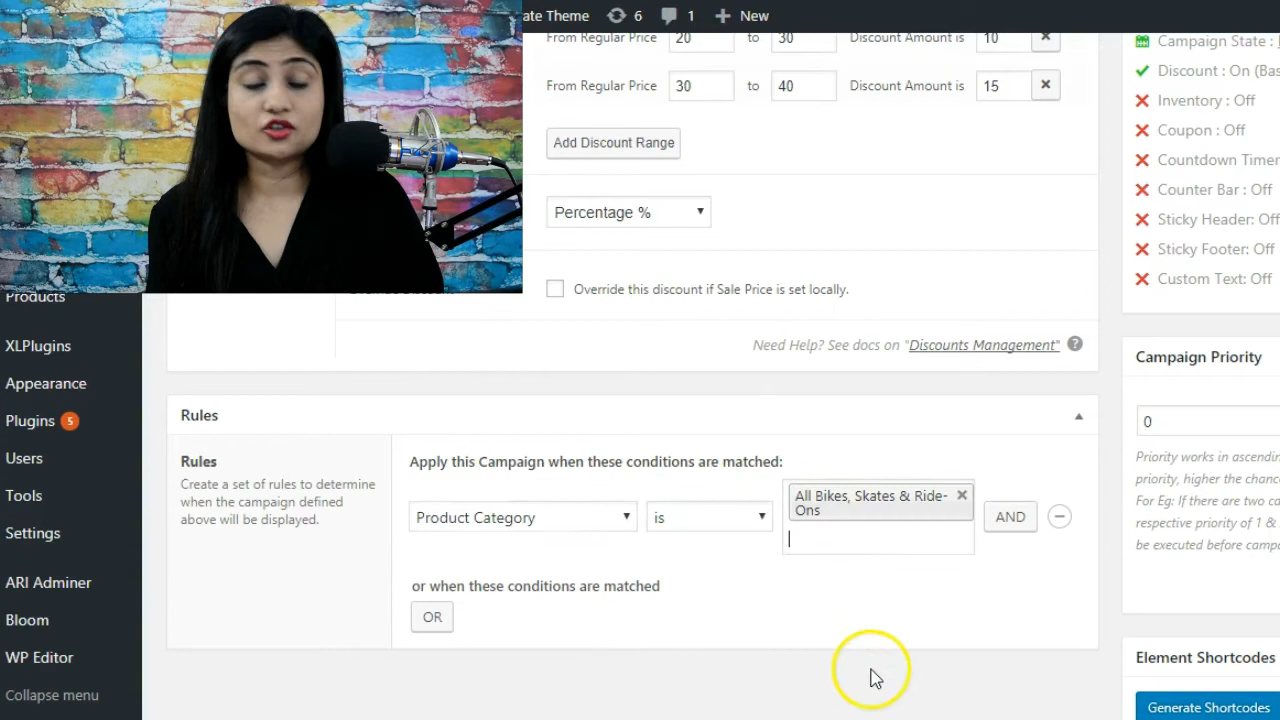 ate Theme 6 1 New
From Regular Price 20 to 30 Discount Amount is 10
From Regular Price 30 to 40 Discount Amount is 15
Add Discount Range
Percentage %
Override this discount if Sale Price is set locally.
Need Help? See docs on "Discounts Management" ?
Campaign State :
Discount : On (Bas
Inventory : Off
Coupon : Off
Countdown Timer
Counter Bar : Off
Sticky Header: Off
Sticky Footer: Off
Custom Text: Off
Products
XLPlugins
Appearance
Plugins 5
Users
Tools
Settings
ARI Adminer
Bloom
WP Editor
Collapse menu
Rules
Rules
Create a set of rules to determine
when the campaign defined
above will be displayed.
Apply this Campaign when these conditions are matched:
Product Category is All Bikes, Skates & Ride-
Ons
AND
or when these conditions are matched
OR
Campaign Priority
0
Priority works in ascendin
priority, higher the chance
For Eg: If there are two ca
respective priority of 1 &
be executed before campa
Element Shortcodes
Generate Shortcodes